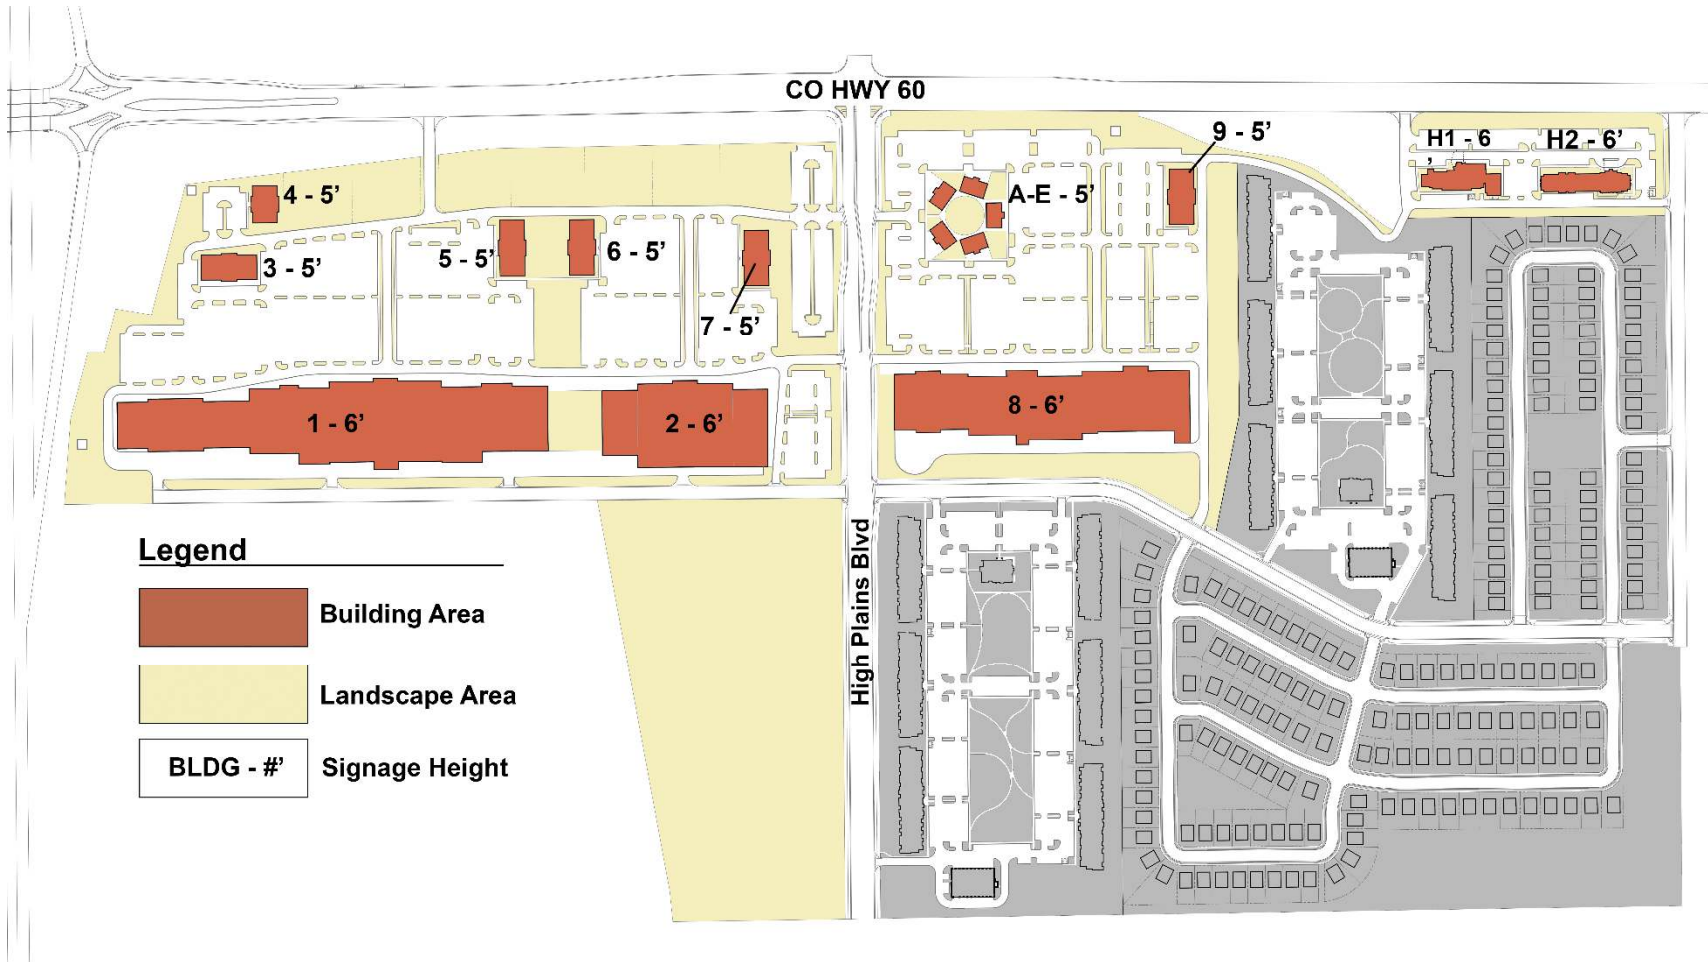 CO HWY 60
9 - 5’
H1 - 6
’
H2 - 6’
4 - 5’
A-E - 5’
3 - 5’
5 - 5’
6 - 5’
7 - 5’
1 - 6’
2 - 6’
8 - 6’
High Plains Blvd
Legend
Building Area
Landscape Area
BLDG - #’ Signage Height